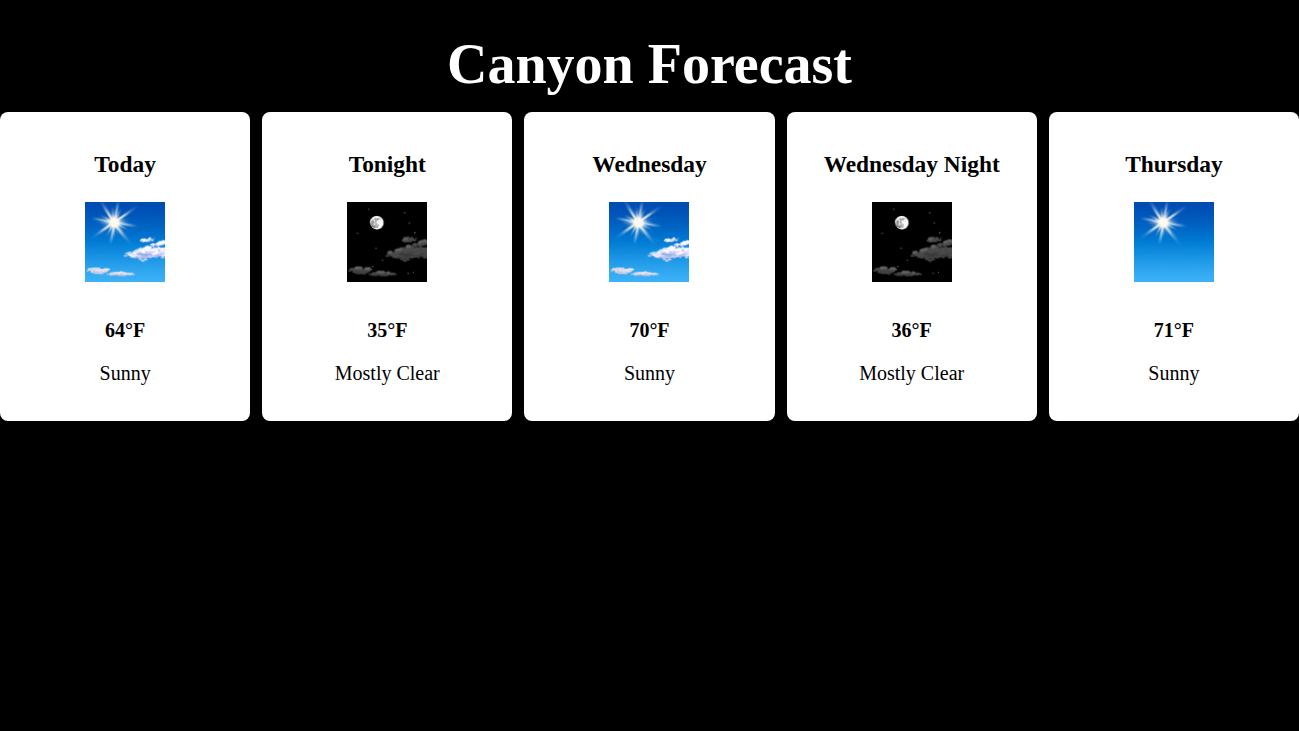 Canyon Forecast
Today
64°F
Sunny
Tonight
35°F
Mostly Clear
Wednesday
70°F
Sunny
Wednesday Night
36°F
Mostly Clear
Thursday
71°F
Sunny